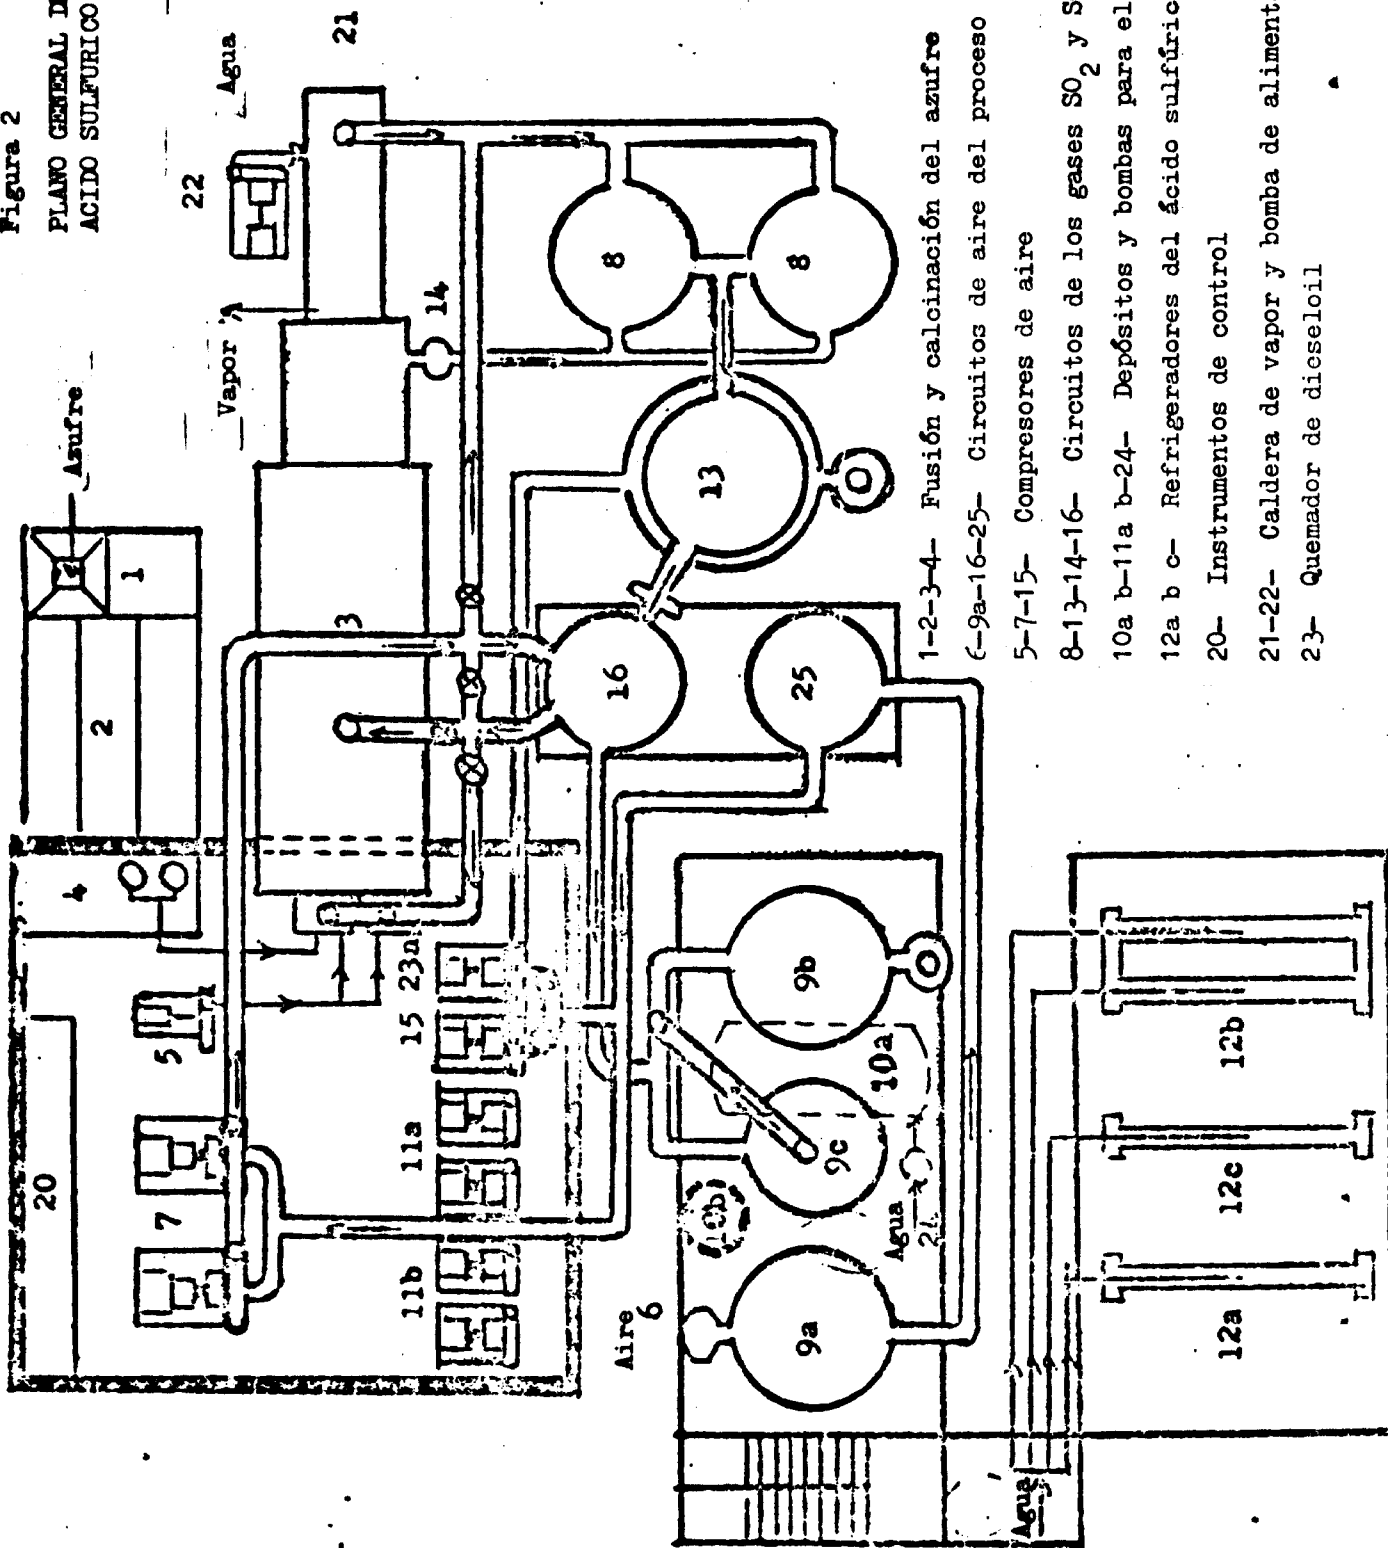 Figura 2
PLANO GENERAL D
ACIDO SULFURICO
Agua
21
22
Vapor
14
Azufre
1
2
3
4
8
8
13
16
25
5
7
20
23a
15
11a
11b
Aire
6
9a
9b
9c
10a
10b
Agua
Agua
12a
12c
12b
1-2-3-4- Fusión y calcinación del azufre
6-9a-16-25- Circuitos de aire del proceso
5-7-15- Compresores de aire
8-13-14-16- Circuitos de los gases SO2 y S
10a b-11a b-24- Depósitos y bombas para el
12a b c- Refrigeradores del ácido sulfúric
20- Instrumentos de control
21-22- Caldera de vapor y bomba de aliment
23- Quemador de dieseloil